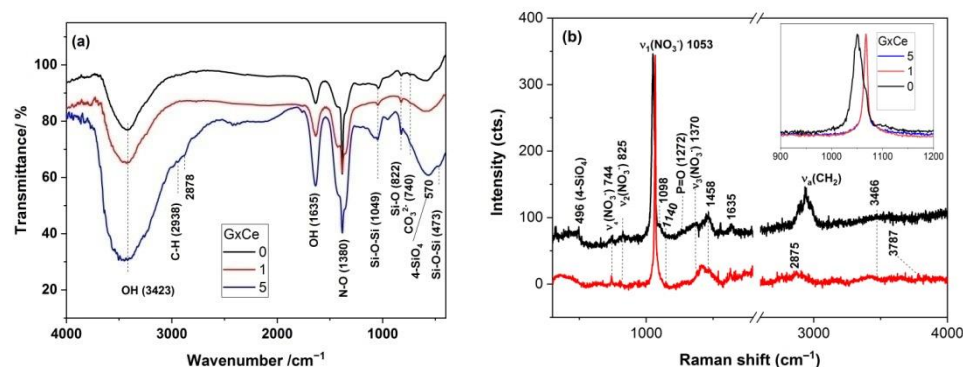 (a)
Transmittance/ %
100
80
60
40
20
GxCe
0
1
5
OH (3423)
C-H (2938)
2878
OH (1635)
N-O (1380)
Si-O-Si (1049)
Si-O (822)
CO₃²⁻ (740)
4-SiO₄
570
Si-O-Si (473)
4000
3000
2000
1000
Wavenumber /cm⁻¹
(b)
Intensity (cts.)
400
300
200
100
0
496 (4-SiO₄)
ν₄(NO₃⁻) 744
ν₂(NO₃⁻) 825
ν₁(NO₃⁻) 1053
1098
1140
P=O (1272)
ν₃(NO₃⁻) 1370
1458
1635
νₐ(CH₂)
2875
3466
3787
GxCe
5
1
0
900
1000
1100
1200
1000
3000
4000
Raman shift (cm⁻¹)